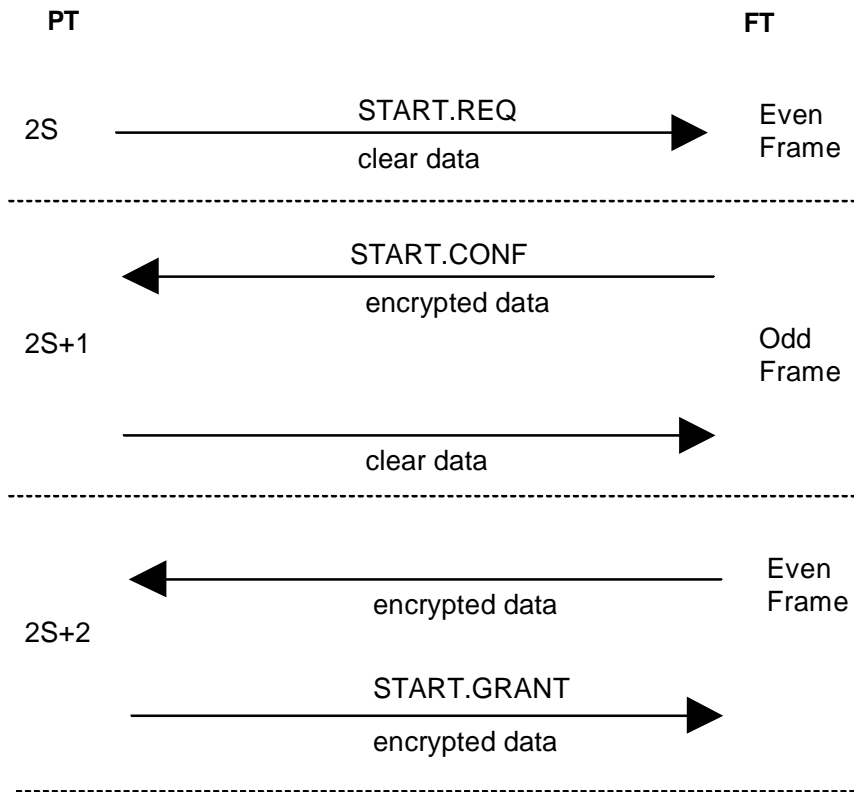 PT
FT
2S
START.REQ
clear data
Even
Frame
START.CONF
encrypted data
2S+1
Odd
Frame
clear data
encrypted data
Even
Frame
2S+2
START.GRANT
encrypted data